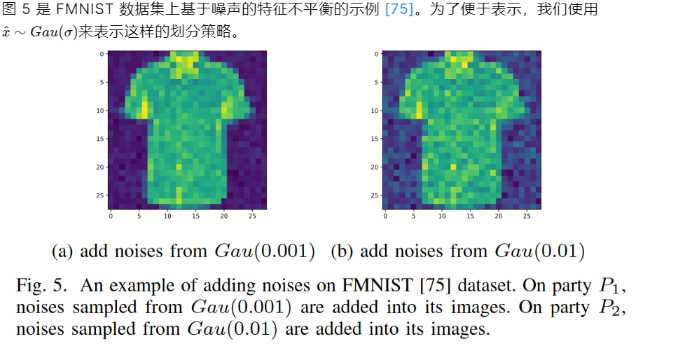 图 5 是 FMNIST 数据集上基于噪声的特征不平衡的示例 [75]。为了便于表示，我们使用
x̂ ∼ Gau(σ)来表示这样的划分策略。
0
5
10
15
20
25
0 5 10 15 20 25
0
5
10
15
20
25
0 5 10 15 20 25
(a) add noises from Gau(0.001) (b) add noises from Gau(0.01)
Fig. 5. An example of adding noises on FMNIST [75] dataset. On party P₁,
noises sampled from Gau(0.001) are added into its images. On party P₂,
noises sampled from Gau(0.01) are added into its images.